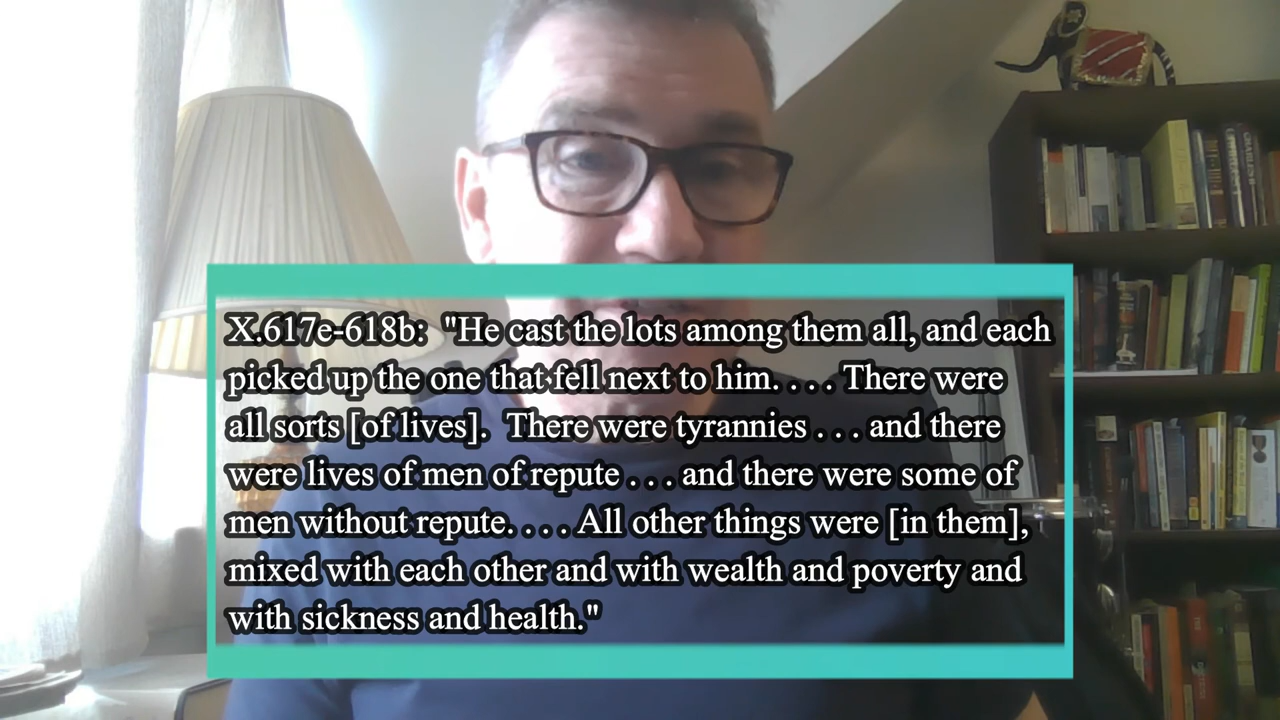 X.617e-618b:  "He cast the lots among them all, and each
picked up the one that fell next to him. . . . There were
all sorts [of lives].  There were tyrannies . . . and there
were lives of men of repute . . . and there were some of
men without repute. . . . All other things were [in them],
mixed with each other and with wealth and poverty and
with sickness and health."